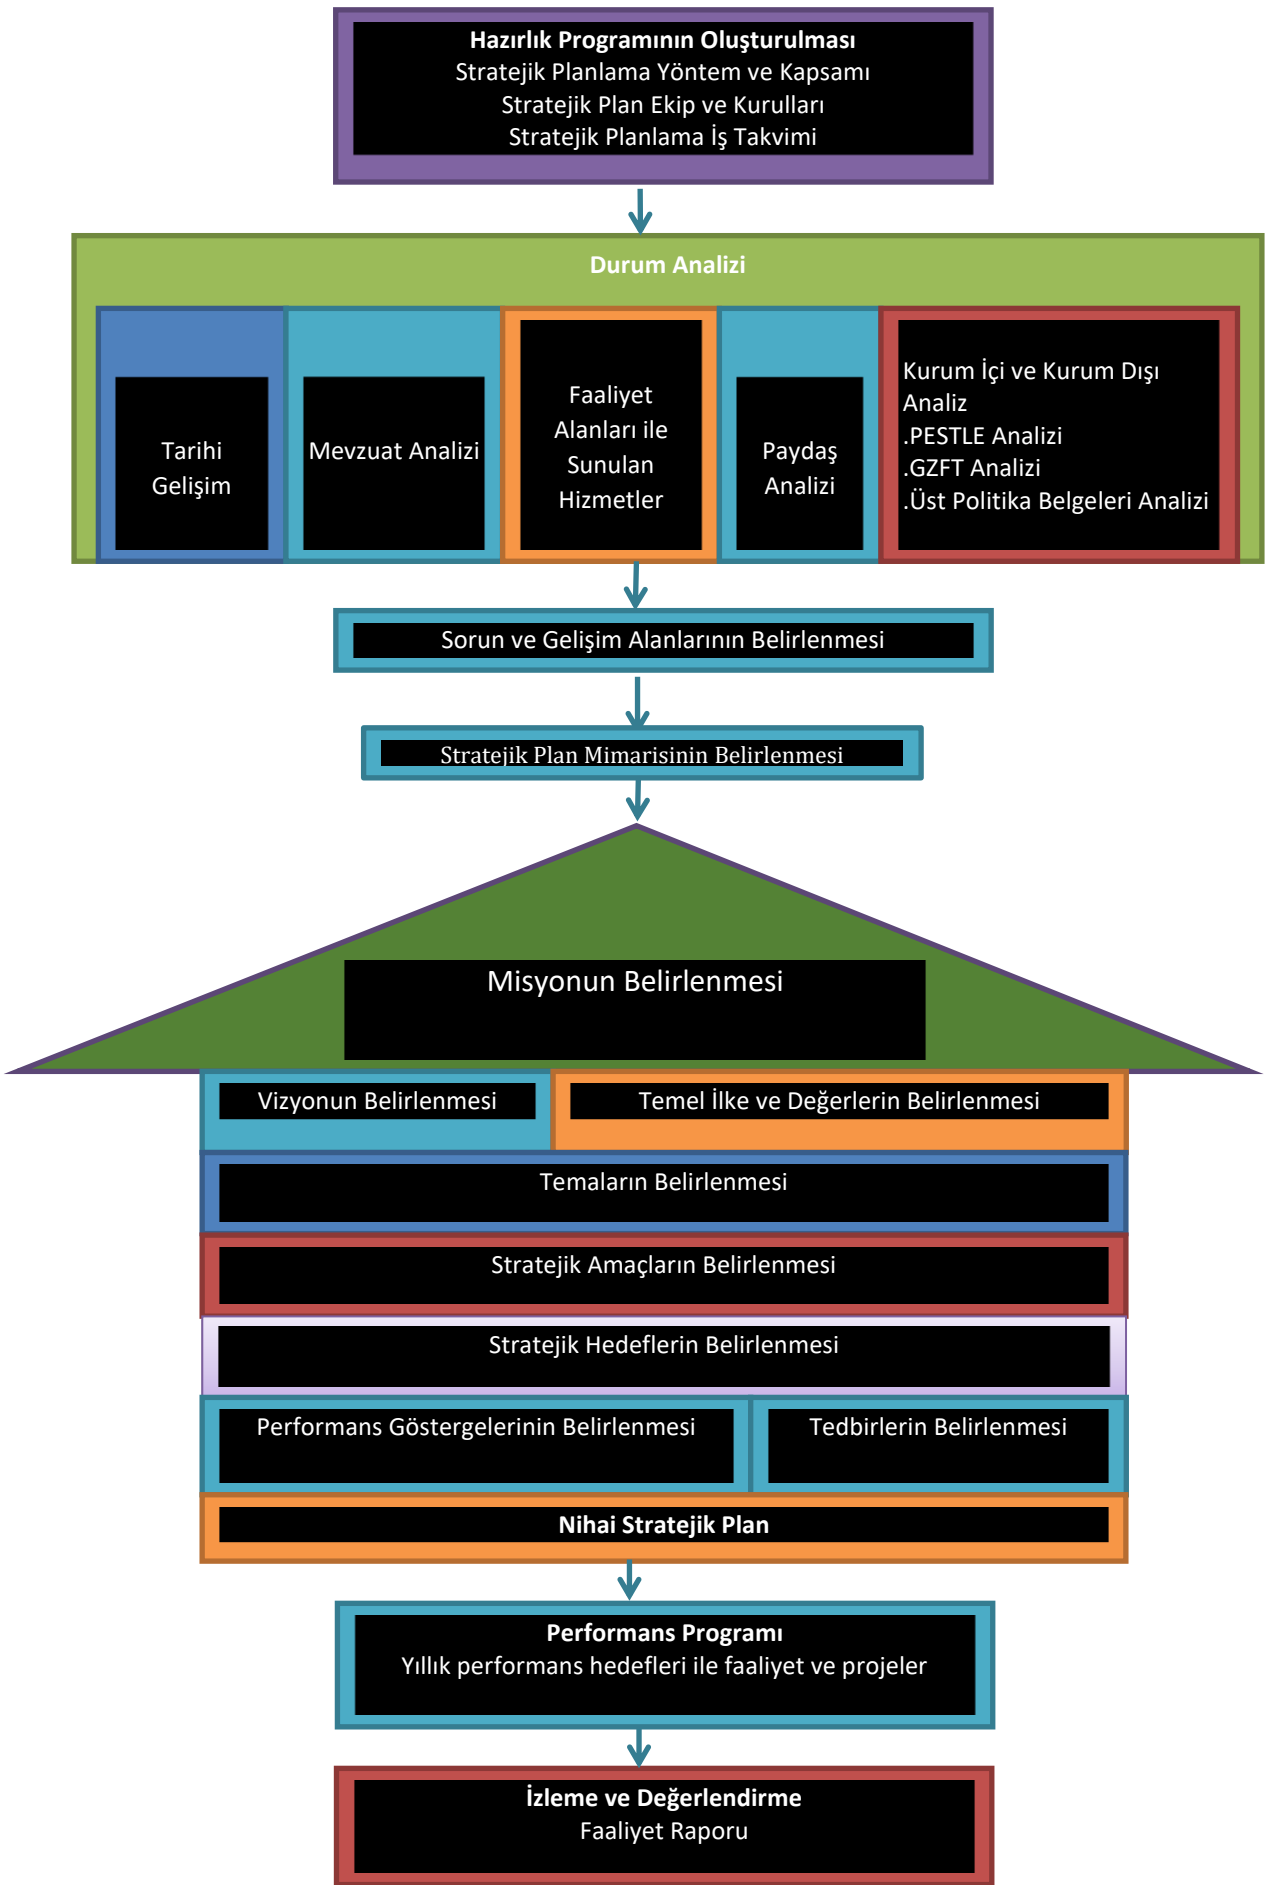 Hazırlık Programının Oluşturulması
Stratejik Planlama Yöntem ve Kapsamı
Stratejik Plan Ekip ve Kurulları
Stratejik Planlama İş Takvimi
Durum Analizi
Tarihi
Gelişim
Mevzuat Analizi
Faaliyet
Alanları ile
Sunulan
Hizmetler
Paydaş
Analizi
Kurum İçi ve Kurum Dışı
Analiz
.PESTLE Analizi
.GZFT Analizi
.Üst Politika Belgeleri Analizi
Sorun ve Gelişim Alanlarının Belirlenmesi
Stratejik Plan Mimarisinin Belirlenmesi
Misyonun Belirlenmesi
Vizyonun Belirlenmesi
Temel İlke ve Değerlerin Belirlenmesi
Temaların Belirlenmesi
Stratejik Amaçların Belirlenmesi
Stratejik Hedeflerin Belirlenmesi
Performans Göstergelerinin Belirlenmesi
Tedbirlerin Belirlenmesi
Nihai Stratejik Plan
Performans Programı
Yıllık performans hedefleri ile faaliyet ve projeler
İzleme ve Değerlendirme
Faaliyet Raporu